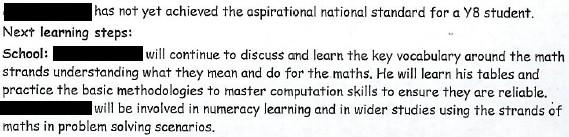 has not yet achieved the aspirational national standard for a Y8 student.
Next learning steps:
School: will continue to discuss and learn the key vocabulary around the math
strands understanding what they mean and do for the maths. He will learn his tables and
practice the basic methodologies to master computation skills to ensure they are reliable.
will be involved in numeracy learning and in wider studies using the strands of
maths in problem solving scenarios.